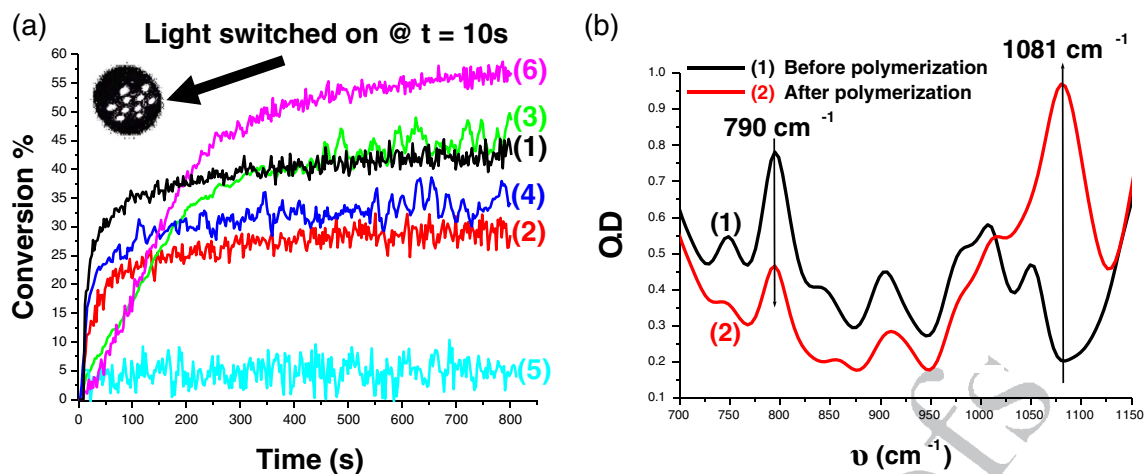 (a)
Light switched on @ t = 10s
Conversion %
60
55
50
45
40
35
30
25
20
15
10
5
0
(6)
(3)
(1)
(4)
(2)
(5)
0 100 200 300 400 500 600 700 800
Time (s)
(b)
1081 cm -1
(1) Before polymerization
(2) After polymerization
790 cm -1
O.D
1.0
0.9
0.8
0.7
0.6
0.5
0.4
0.3
0.2
0.1
(1)
(2)
700 750 800 850 900 950 1000 1050 1100 1150
υ (cm -1)